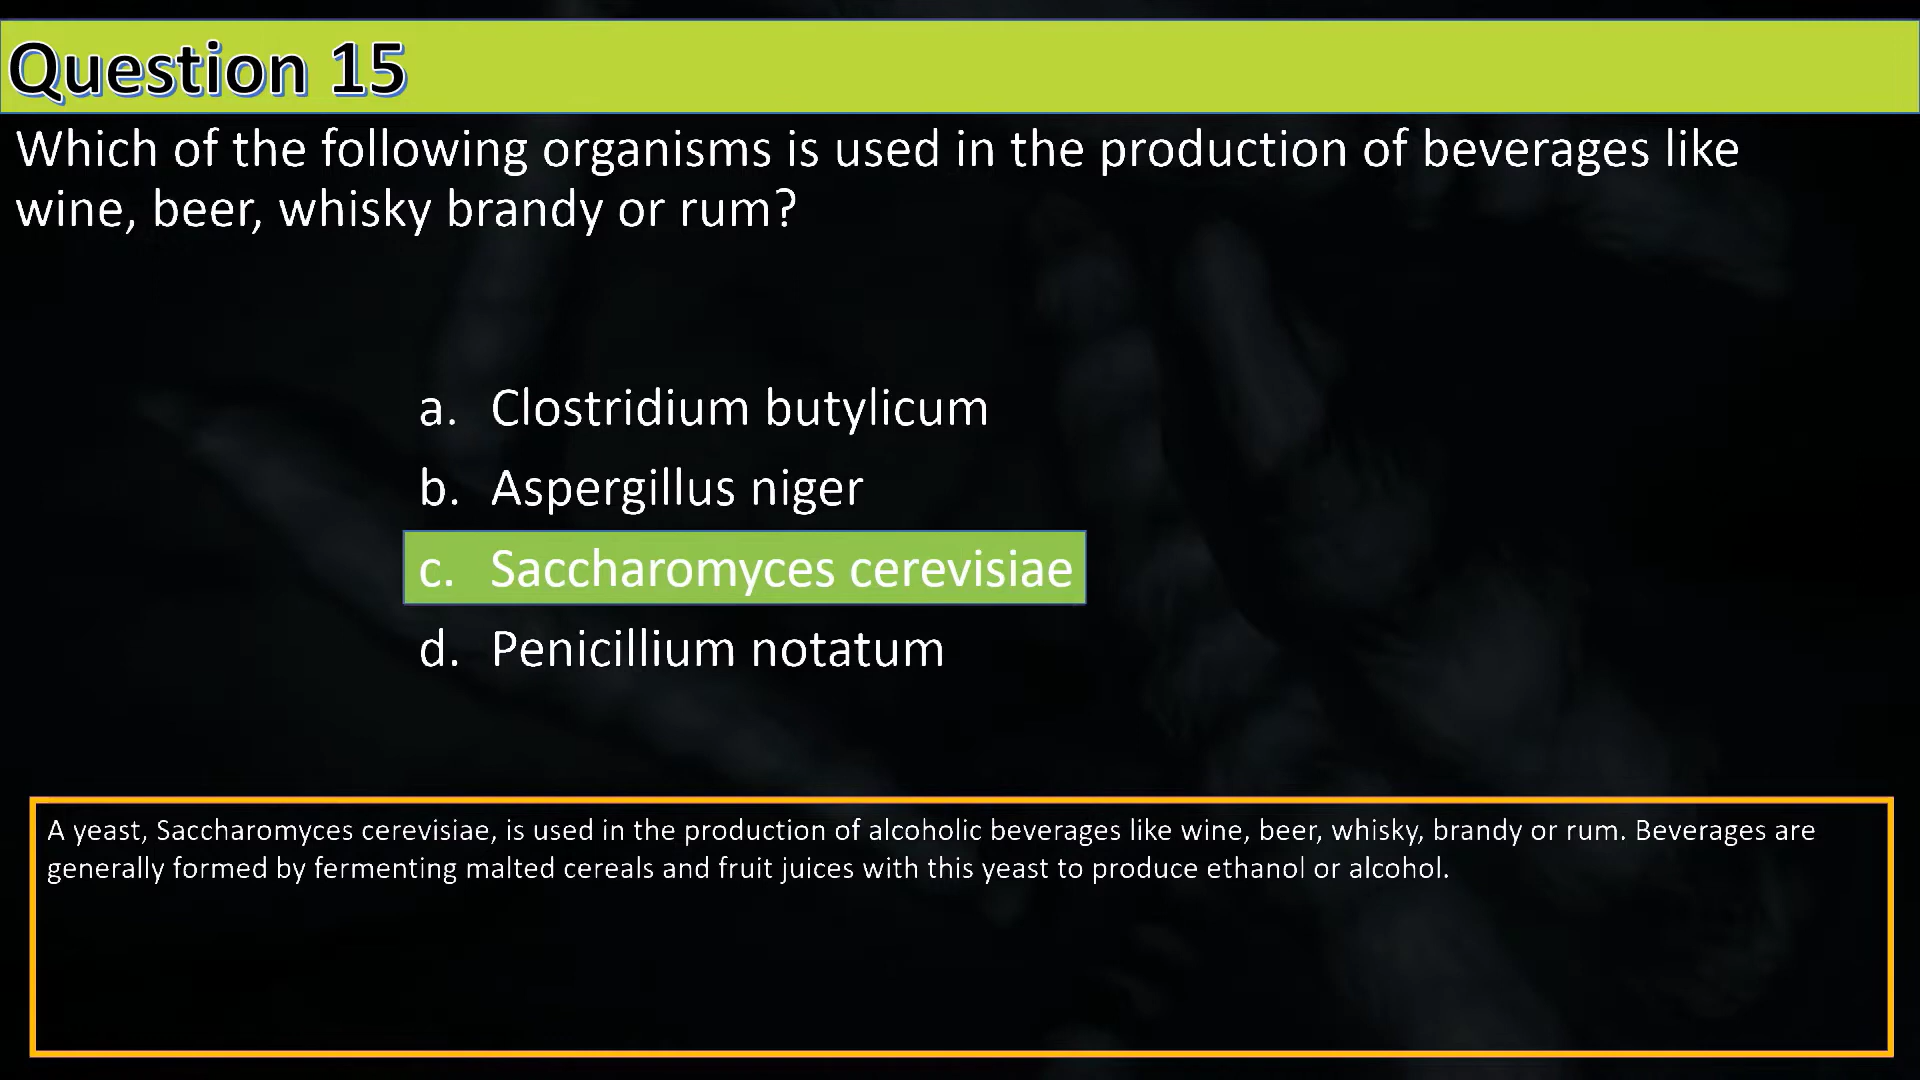 Question 15
Which of the following organisms is used in the production of beverages like
wine, beer, whisky brandy or rum?
a. Clostridium butylicum
b. Aspergillus niger
c. Saccharomyces cerevisiae
d. Penicillium notatum
A yeast, Saccharomyces cerevisiae, is used in the production of alcoholic beverages like wine, beer, whisky, brandy or rum. Beverages are
generally formed by fermenting malted cereals and fruit juices with this yeast to produce ethanol or alcohol.